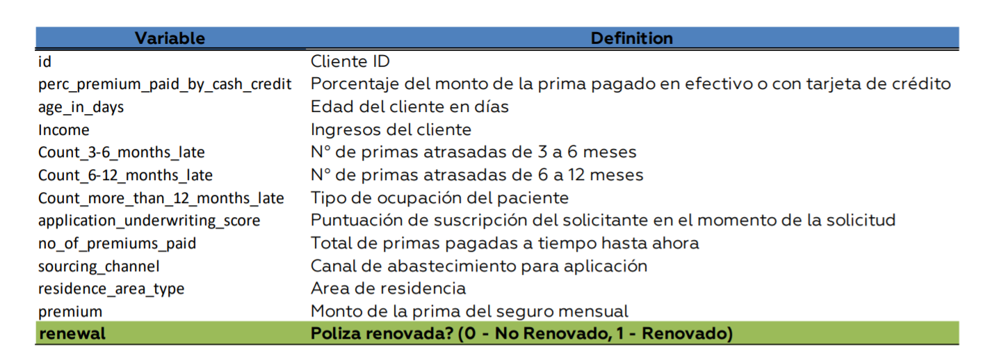 Variable Definition
id Cliente ID
perc_premium_paid_by_cash_credit Porcentaje del monto de la prima pagado en efectivo o con tarjeta de crédito
age_in_days Edad del cliente en días
Income Ingresos del cliente
Count_3-6_months_late N° de primas atrasadas de 3 a 6 meses
Count_6-12_months_late N° de primas atrasadas de 6 a 12 meses
Count_more_than_12_months_late Tipo de ocupación del paciente
application_underwriting_score Puntuación de suscripción del solicitante en el momento de la solicitud
no_of_premiums_paid Total de primas pagadas a tiempo hasta ahora
sourcing_channel Canal de abastecimiento para aplicación
residence_area_type Area de residencia
premium Monto de la prima del seguro mensual
renewal Poliza renovada? (0 - No Renovado, 1 - Renovado)